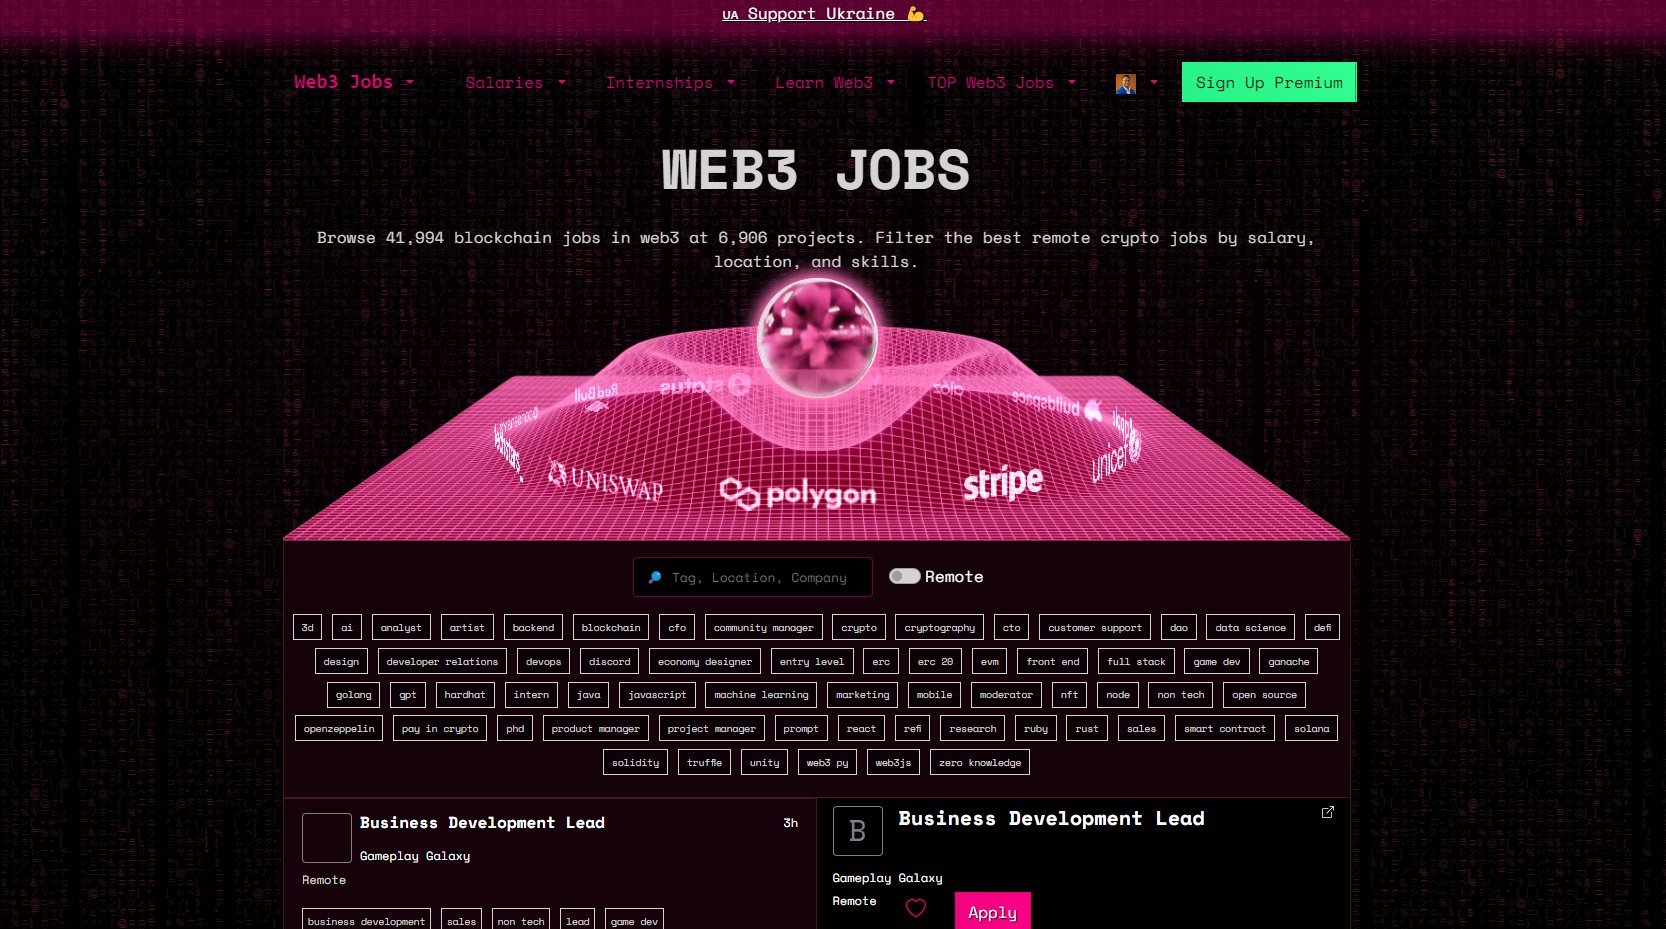 UA Support Ukraine 💪
Web3 Jobs
Salaries
Internships
Learn Web3
TOP Web3 Jobs
Sign Up Premium
WEB3 JOBS
Browse 41,994 blockchain jobs in web3 at 6,906 projects. Filter the best remote crypto jobs by salary,
location, and skills.
Red Bull
status
buildspace
unicef
UNISWAP
polygon
stripe
🔎 Tag, Location, Company
Remote
3d ai analyst artist backend blockchain cfo community manager crypto cryptography cto customer support dao data science defi
design developer relations devops discord economy designer entry level erc erc 20 evm front end full stack game dev ganache
golang gpt hardhat intern java javascript machine learning marketing mobile moderator nft node non tech open source
openzeppelin pay in crypto phd product manager project manager prompt react refi research ruby rust sales smart contract solana
solidity truffle unity web3 py web3js zero knowledge
Business Development Lead
3h
Gameplay Galaxy
Remote
business development sales non tech lead game dev
B
Business Development Lead
Gameplay Galaxy
Remote
Apply